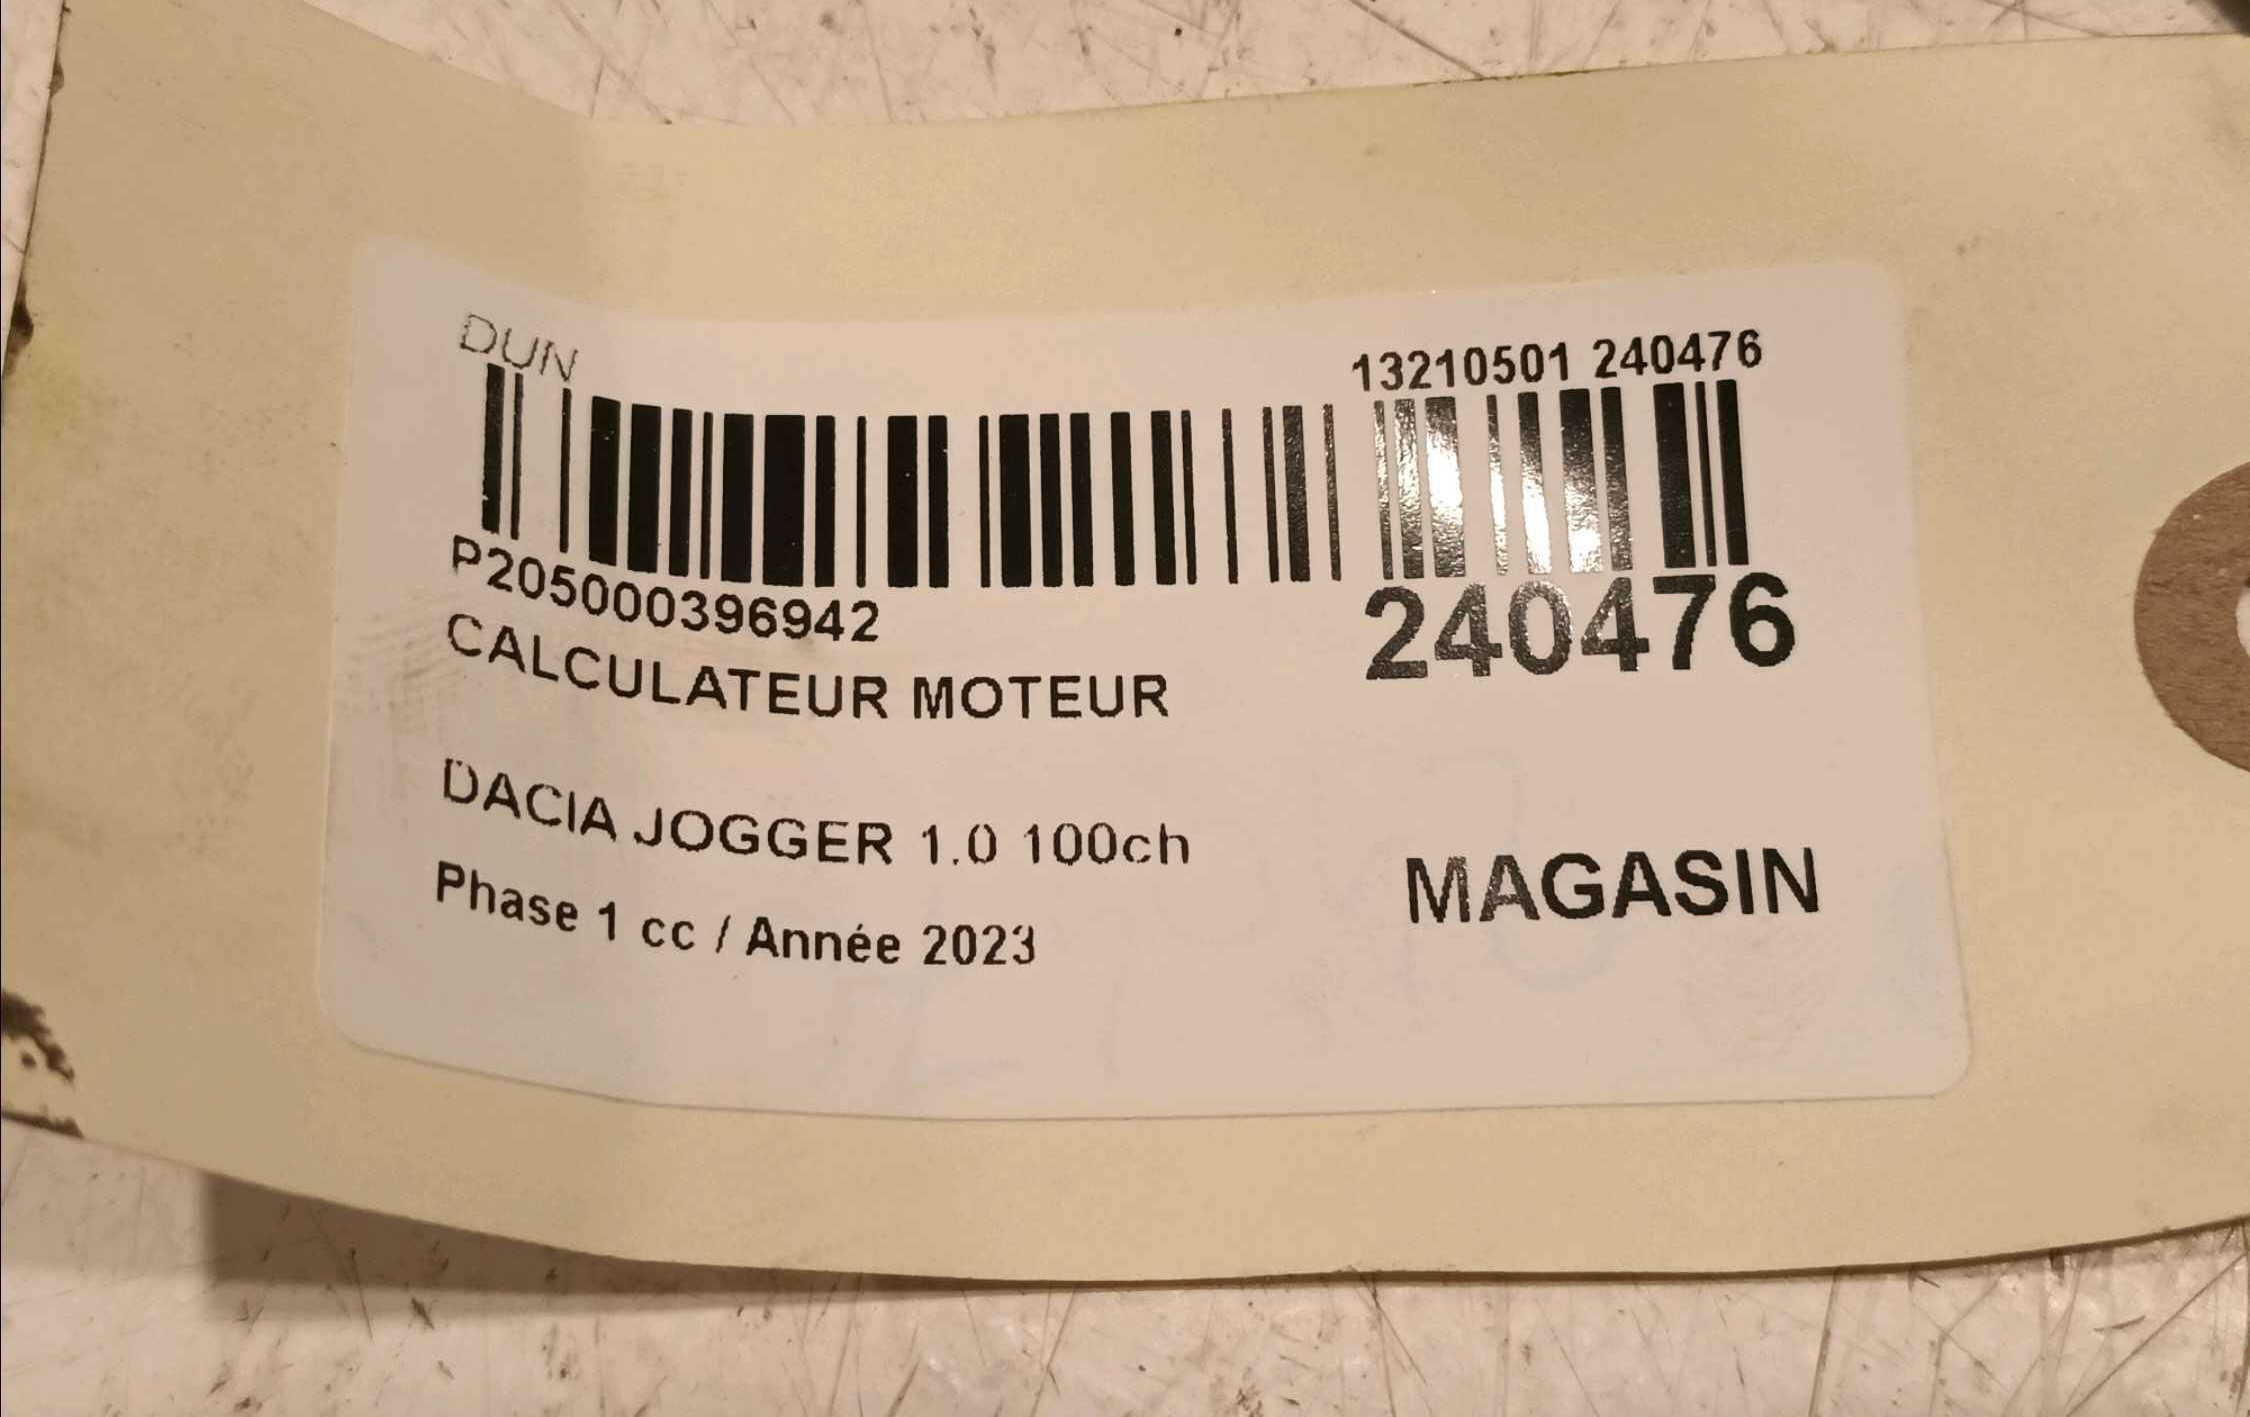 DUN
13210501 240476
P205000396942
240476
CALCULATEUR MOTEUR
DACIA JOGGER 1.0 100ch
Phase 1 cc / Année 2023
MAGASIN